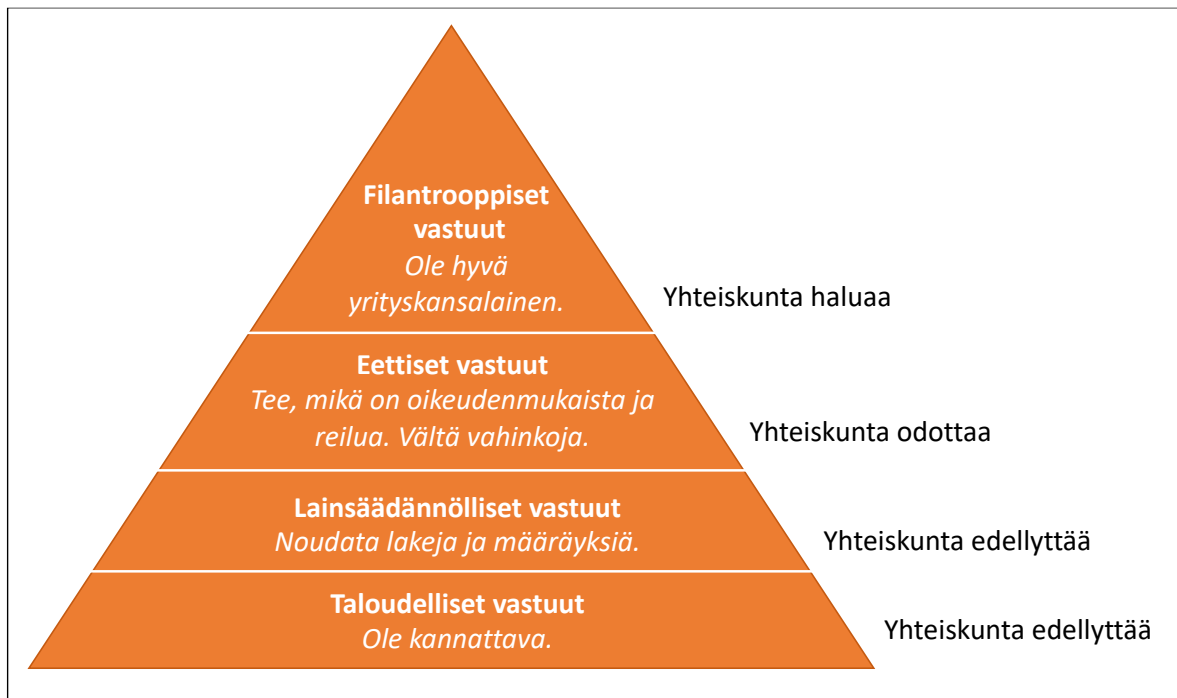 Filantrooppiset
vastuut
Ole hyvä
yrityskansalainen.
Yhteiskunta haluaa
Eettiset vastuut
Tee, mikä on oikeudenmukaista ja
reilua. Vältä vahinkoja.
Yhteiskunta odottaa
Lainsäädännölliset vastuut
Noudata lakeja ja määräyksiä.
Yhteiskunta edellyttää
Taloudelliset vastuut
Ole kannattava.
Yhteiskunta edellyttää